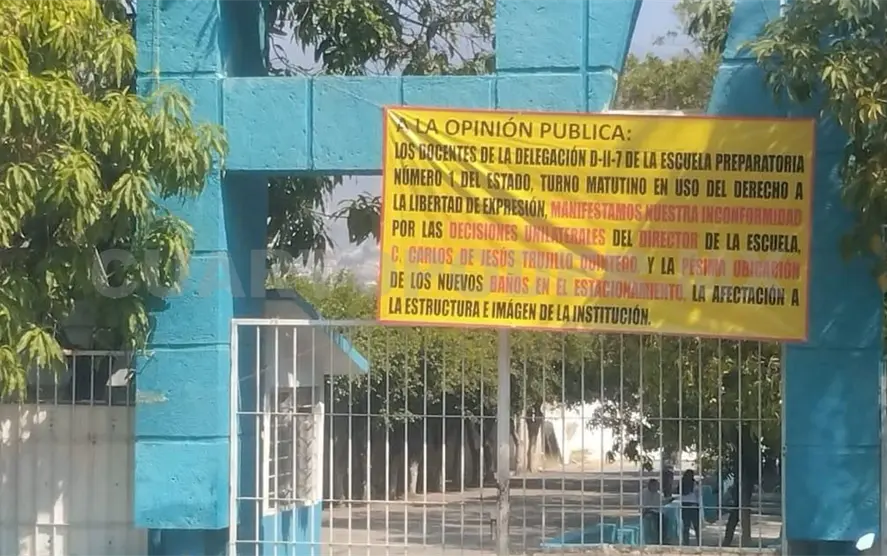 A LA OPINIÓN PUBLICA:
LOS DOCENTES DE LA DELEGACIÓN D-II-7 DE LA ESCUELA PREPARATORIA
NÚMERO 1 DEL ESTADO, TURNO MATUTINO EN USO DEL DERECHO A
LA LIBERTAD DE EXPRESIÓN, MANIFESTAMOS NUESTRA INCONFORMIDAD
POR LAS DECISIONES UNILATERALES DEL DIRECTOR DE LA ESCUELA,
C. CARLOS DE JESÚS TRUJILLO QUINTERO Y LA PESIMA UBICACIÓN
DE LOS NUEVOS BAÑOS EN EL ESTACIONAMIENTO, LA AFECTACIÓN A
LA ESTRUCTURA E IMÁGEN DE LA INSTITUCIÓN.